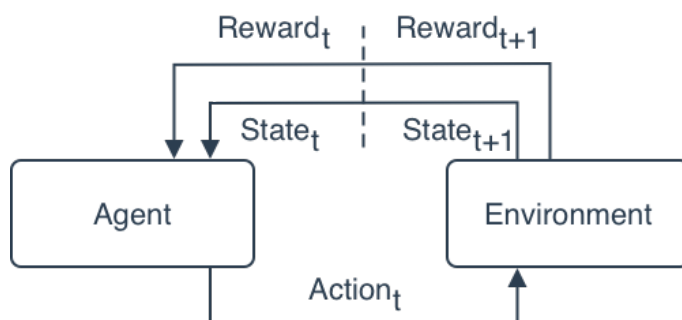 Reward_t Reward_t+1
State_t State_t+1
Agent Environment
Action_t